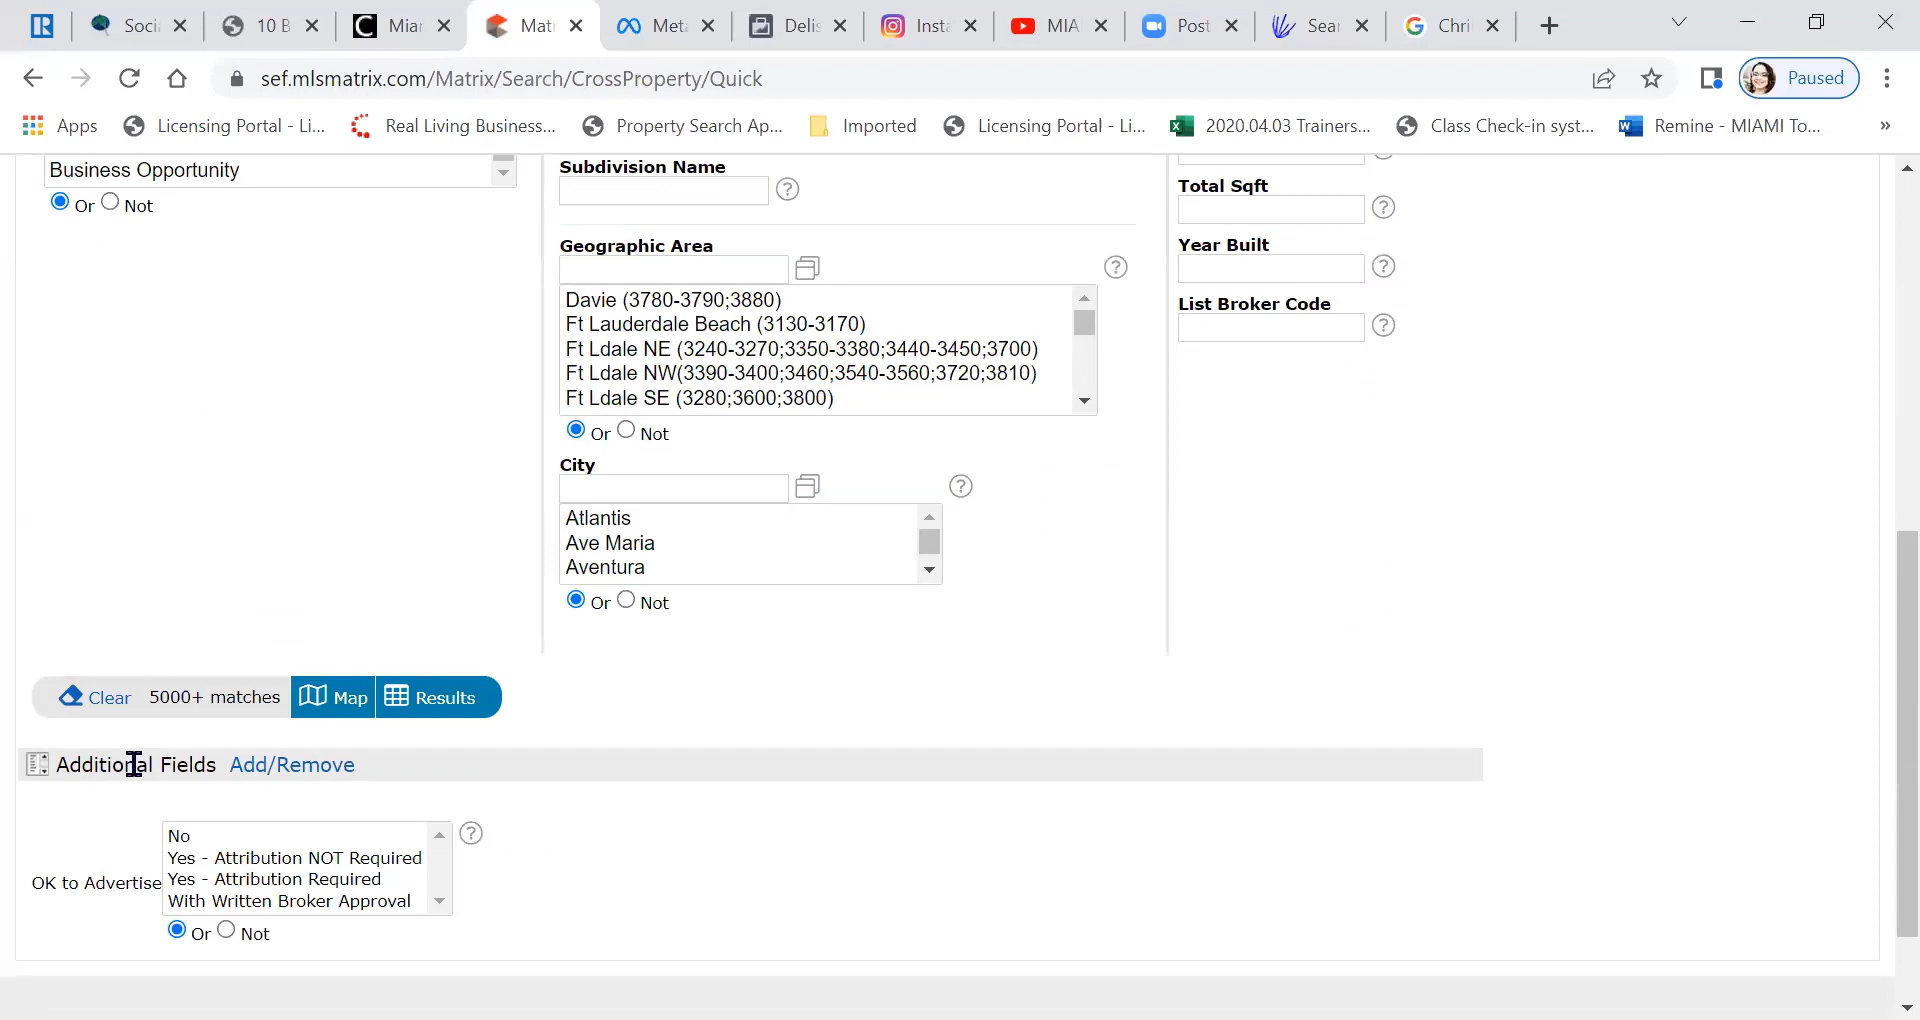 Soci
10 B
Miar
Matr
Meta
Delis
Insta
MIA
Post
Sear
Chri
sef.mlsmatrix.com/Matrix/Search/CrossProperty/Quick
Paused
Apps
Licensing Portal - Li...
Real Living Business...
Property Search Ap...
Imported
Licensing Portal - Li...
2020.04.03 Trainers...
Class Check-in syst...
Remine - MIAMI To...
»
Business Opportunity
Or Not
Subdivision Name
Geographic Area
Davie (3780-3790;3880)
Ft Lauderdale Beach (3130-3170)
Ft Ldale NE (3240-3270;3350-3380;3440-3450;3700)
Ft Ldale NW(3390-3400;3460;3540-3560;3720;3810)
Ft Ldale SE (3280;3600;3800)
Or Not
City
Atlantis
Ave Maria
Aventura
Or Not
Total Sqft
Year Built
List Broker Code
Clear 5000+ matches Map Results
Additional Fields Add/Remove
OK to Advertise
No
Yes - Attribution NOT Required
Yes - Attribution Required
With Written Broker Approval
Or Not